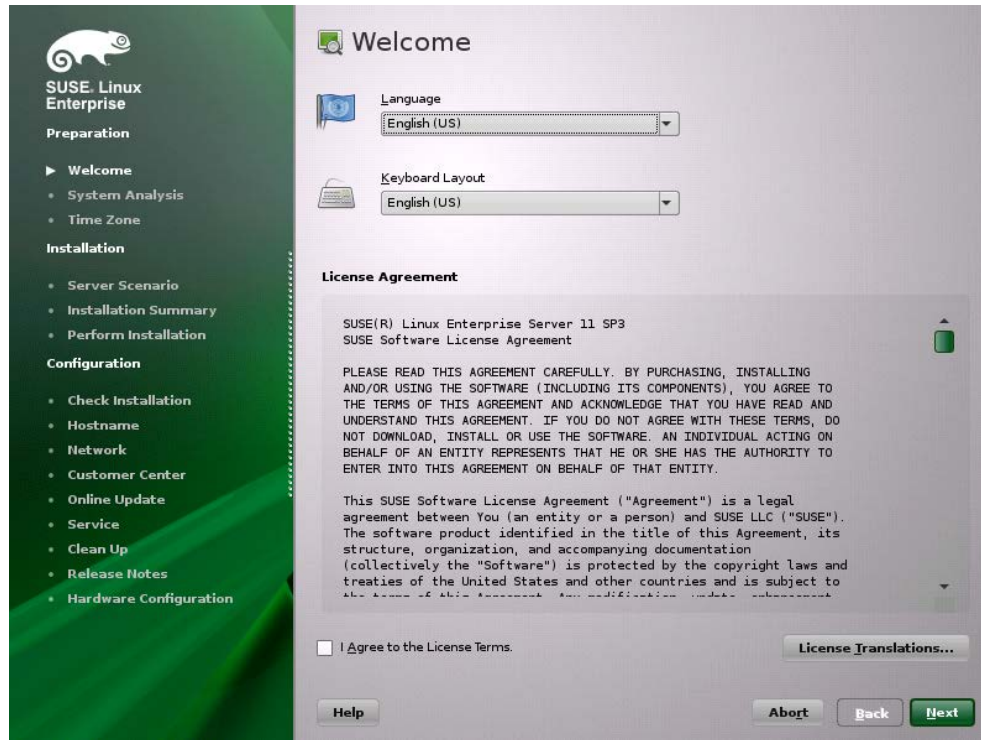 SUSE. Linux
Enterprise
Preparation
Welcome
System Analysis
Time Zone
Installation
Server Scenario
Installation Summary
Perform Installation
Configuration
Check Installation
Hostname
Network
Customer Center
Online Update
Service
Clean Up
Release Notes
Hardware Configuration
Welcome
Language
English (US)
Keyboard Layout
English (US)
License Agreement
SUSE(R) Linux Enterprise Server 11 SP3
SUSE Software License Agreement
PLEASE READ THIS AGREEMENT CAREFULLY. BY PURCHASING, INSTALLING
AND/OR USING THE SOFTWARE (INCLUDING ITS COMPONENTS), YOU AGREE TO
THE TERMS OF THIS AGREEMENT AND ACKNOWLEDGE THAT YOU HAVE READ AND
UNDERSTAND THIS AGREEMENT. IF YOU DO NOT AGREE WITH THESE TERMS, DO
NOT DOWNLOAD, INSTALL OR USE THE SOFTWARE. AN INDIVIDUAL ACTING ON
BEHALF OF AN ENTITY REPRESENTS THAT HE OR SHE HAS THE AUTHORITY TO
ENTER INTO THIS AGREEMENT ON BEHALF OF THAT ENTITY.
This SUSE Software License Agreement ("Agreement") is a legal
agreement between You (an entity or a person) and SUSE LLC ("SUSE").
The software product identified in the title of this Agreement, its
structure, organization, and accompanying documentation
(collectively the "Software") is protected by the copyright laws and
treaties of the United States and other countries and is subject to
I Agree to the License Terms.
License Translations...
Help
Abort
Back
Next